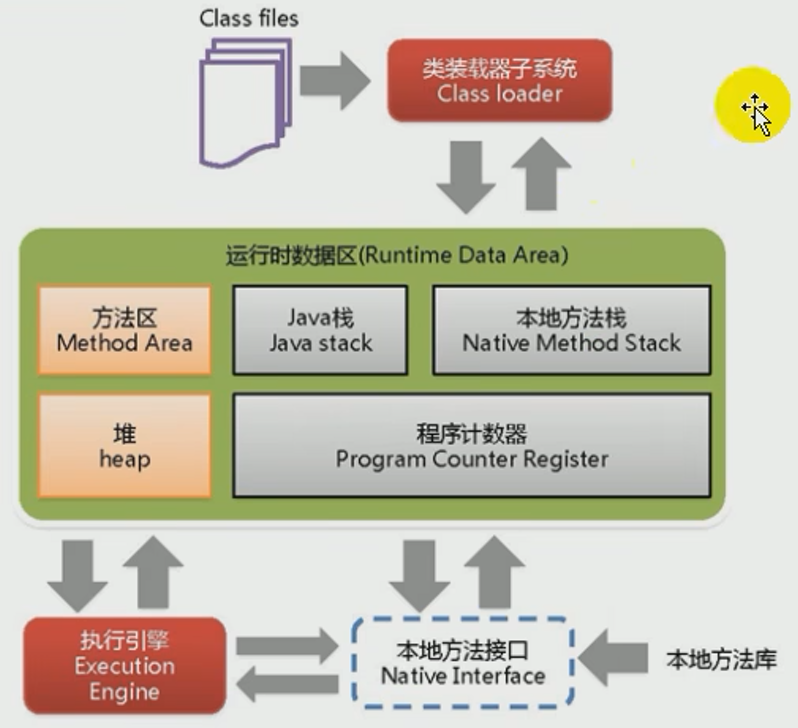 Class files
类装载器子系统
Class loader
运行时数据区(Runtime Data Area)
方法区
Method Area
Java栈
Java stack
本地方法栈
Native Method Stack
堆
heap
程序计数器
Program Counter Register
执行引擎
Execution
Engine
本地方法接口
Native Interface
本地方法库